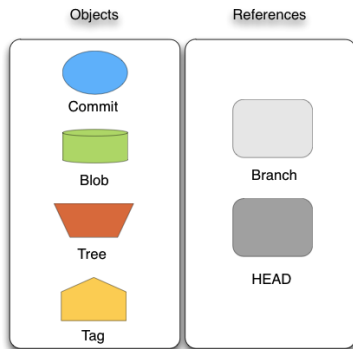 Objects
References
Commit
Blob
Tree
Tag
Branch
HEAD